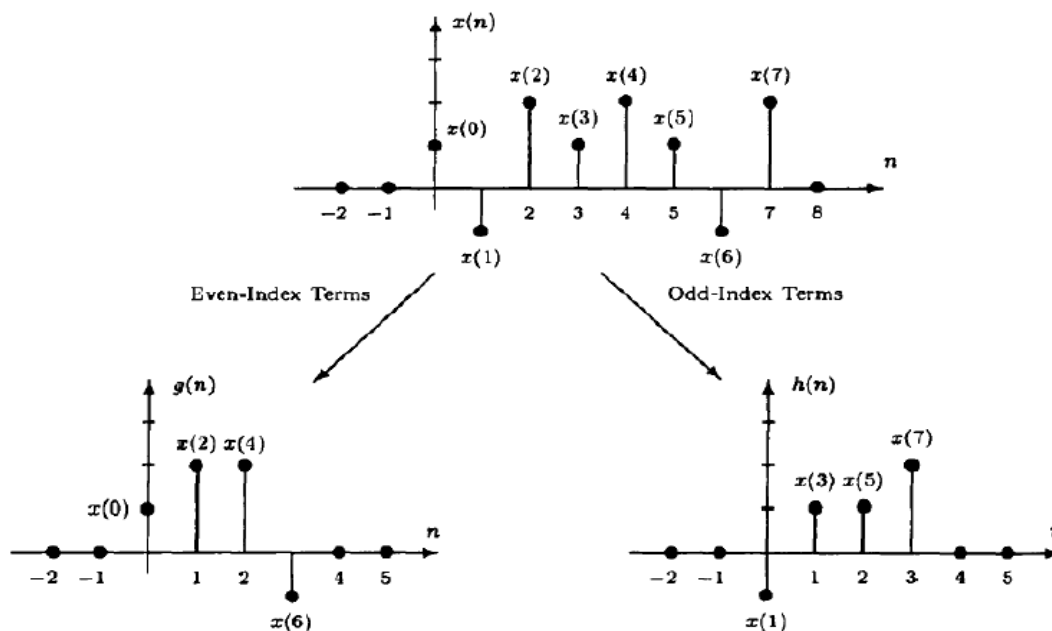 x(n)
x(2) x(4) x(7)
x(0) x(3) x(5)
n
−2 −1 2 3 4 5 7 8
x(1) x(6)
Even-Index Terms Odd-Index Terms
g(n) h(n)
x(2) x(4) x(7)
x(0) x(3) x(5)
n
−2 −1 1 2 4 5 −2 −1 1 2 3 4 5
x(6) x(1)